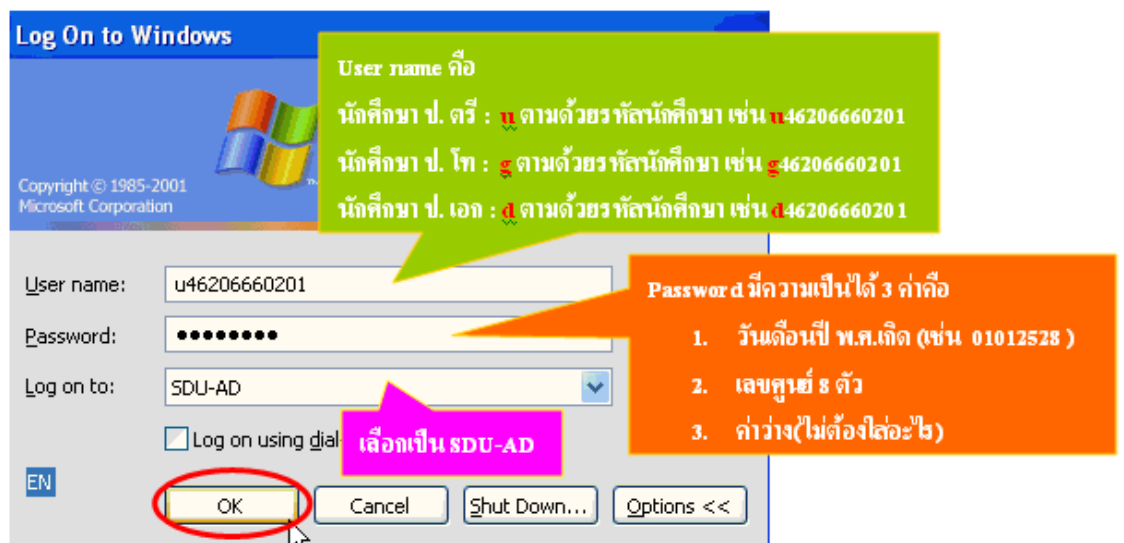 Log On to Windows
User name คือ
นักศึกษา ป. ตรี : u ตามด้วยรหัสนักศึกษา เช่น u46206660201
นักศึกษา ป. โท : g ตามด้วยรหัสนักศึกษา เช่น g46206660201
นักศึกษา ป. เอก : d ตามด้วยรหัสนักศึกษา เช่น d46206660201
Copyright © 1985-2001
Microsoft Corporation
User name:
u46206660201
Password:
Password มีความเป็นได้ 3 ค่าคือ
1. วันเดือนปี พ.ศ.เกิด (เช่น 01012528 )
2. เลขศูนย์ 8 ตัว
3. ค่าว่าง(ไม่ต้องใส่อะไร)
Log on to:
SDU-AD
Log on using dial-
เลือกเป็น SDU-AD
EN
OK
Cancel
Shut Down...
Options <<